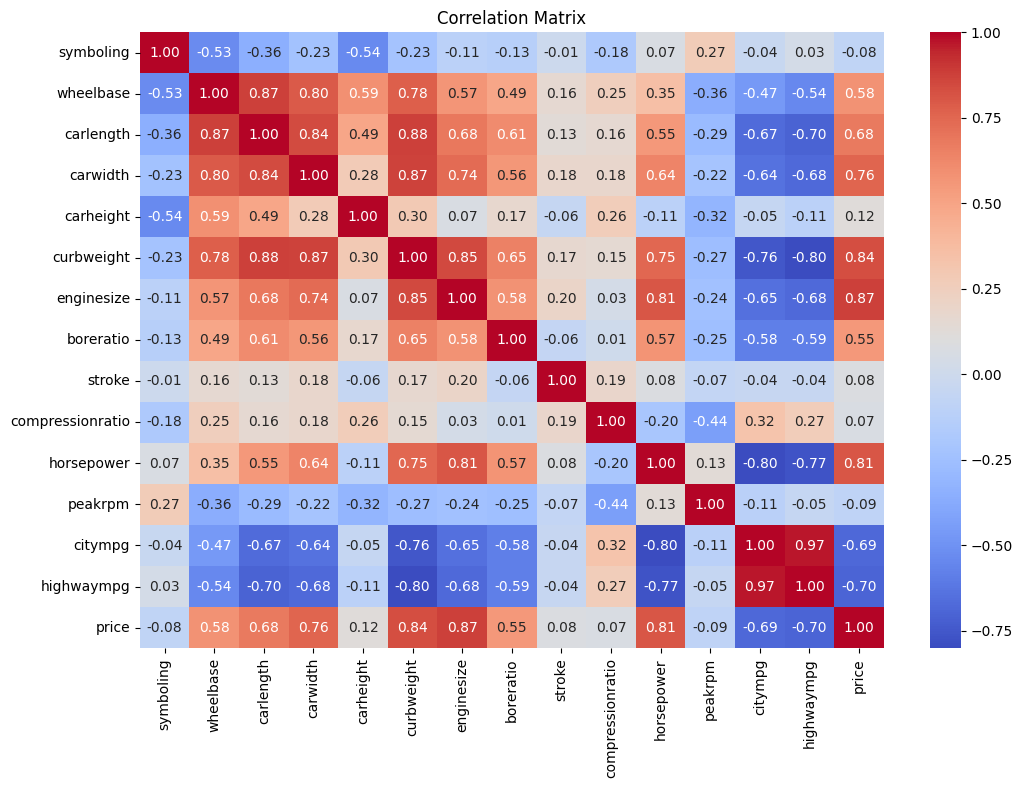 Correlation Matrix
symboling 1.00 -0.53 -0.36 -0.23 -0.54 -0.23 -0.11 -0.13 -0.01 -0.18 0.07 0.27 -0.04 0.03 -0.08
wheelbase -0.53 1.00 0.87 0.80 0.59 0.78 0.57 0.49 0.16 0.25 0.35 -0.36 -0.47 -0.54 0.58
carlength -0.36 0.87 1.00 0.84 0.49 0.88 0.68 0.61 0.13 0.16 0.55 -0.29 -0.67 -0.70 0.68
carwidth -0.23 0.80 0.84 1.00 0.28 0.87 0.74 0.56 0.18 0.18 0.64 -0.22 -0.64 -0.68 0.76
carheight -0.54 0.59 0.49 0.28 1.00 0.30 0.07 0.17 -0.06 0.26 -0.11 -0.32 -0.05 -0.11 0.12
curbweight -0.23 0.78 0.88 0.87 0.30 1.00 0.85 0.65 0.17 0.15 0.75 -0.27 -0.76 -0.80 0.84
enginesize -0.11 0.57 0.68 0.74 0.07 0.85 1.00 0.58 0.20 0.03 0.81 -0.24 -0.65 -0.68 0.87
boreratio -0.13 0.49 0.61 0.56 0.17 0.65 0.58 1.00 -0.06 0.01 0.57 -0.25 -0.58 -0.59 0.55
stroke -0.01 0.16 0.13 0.18 -0.06 0.17 0.20 -0.06 1.00 0.19 0.08 -0.07 -0.04 -0.04 0.08
compressionratio -0.18 0.25 0.16 0.18 0.26 0.15 0.03 0.01 0.19 1.00 -0.20 -0.44 0.32 0.27 0.07
horsepower 0.07 0.35 0.55 0.64 -0.11 0.75 0.81 0.57 0.08 -0.20 1.00 0.13 -0.80 -0.77 0.81
peakrpm 0.27 -0.36 -0.29 -0.22 -0.32 -0.27 -0.24 -0.25 -0.07 -0.44 0.13 1.00 -0.11 -0.05 -0.09
citympg -0.04 -0.47 -0.67 -0.64 -0.05 -0.76 -0.65 -0.58 -0.04 0.32 -0.80 -0.11 1.00 0.97 -0.69
highwaympg 0.03 -0.54 -0.70 -0.68 -0.11 -0.80 -0.68 -0.59 -0.04 0.27 -0.77 -0.05 0.97 1.00 -0.70
price -0.08 0.58 0.68 0.76 0.12 0.84 0.87 0.55 0.08 0.07 0.81 -0.09 -0.69 -0.70 1.00
symboling
wheelbase
carlength
carwidth
carheight
curbweight
enginesize
boreratio
stroke
compressionratio
horsepower
peakrpm
citympg
highwaympg
price
1.00
0.75
0.50
0.25
0.00
-0.25
-0.50
-0.75